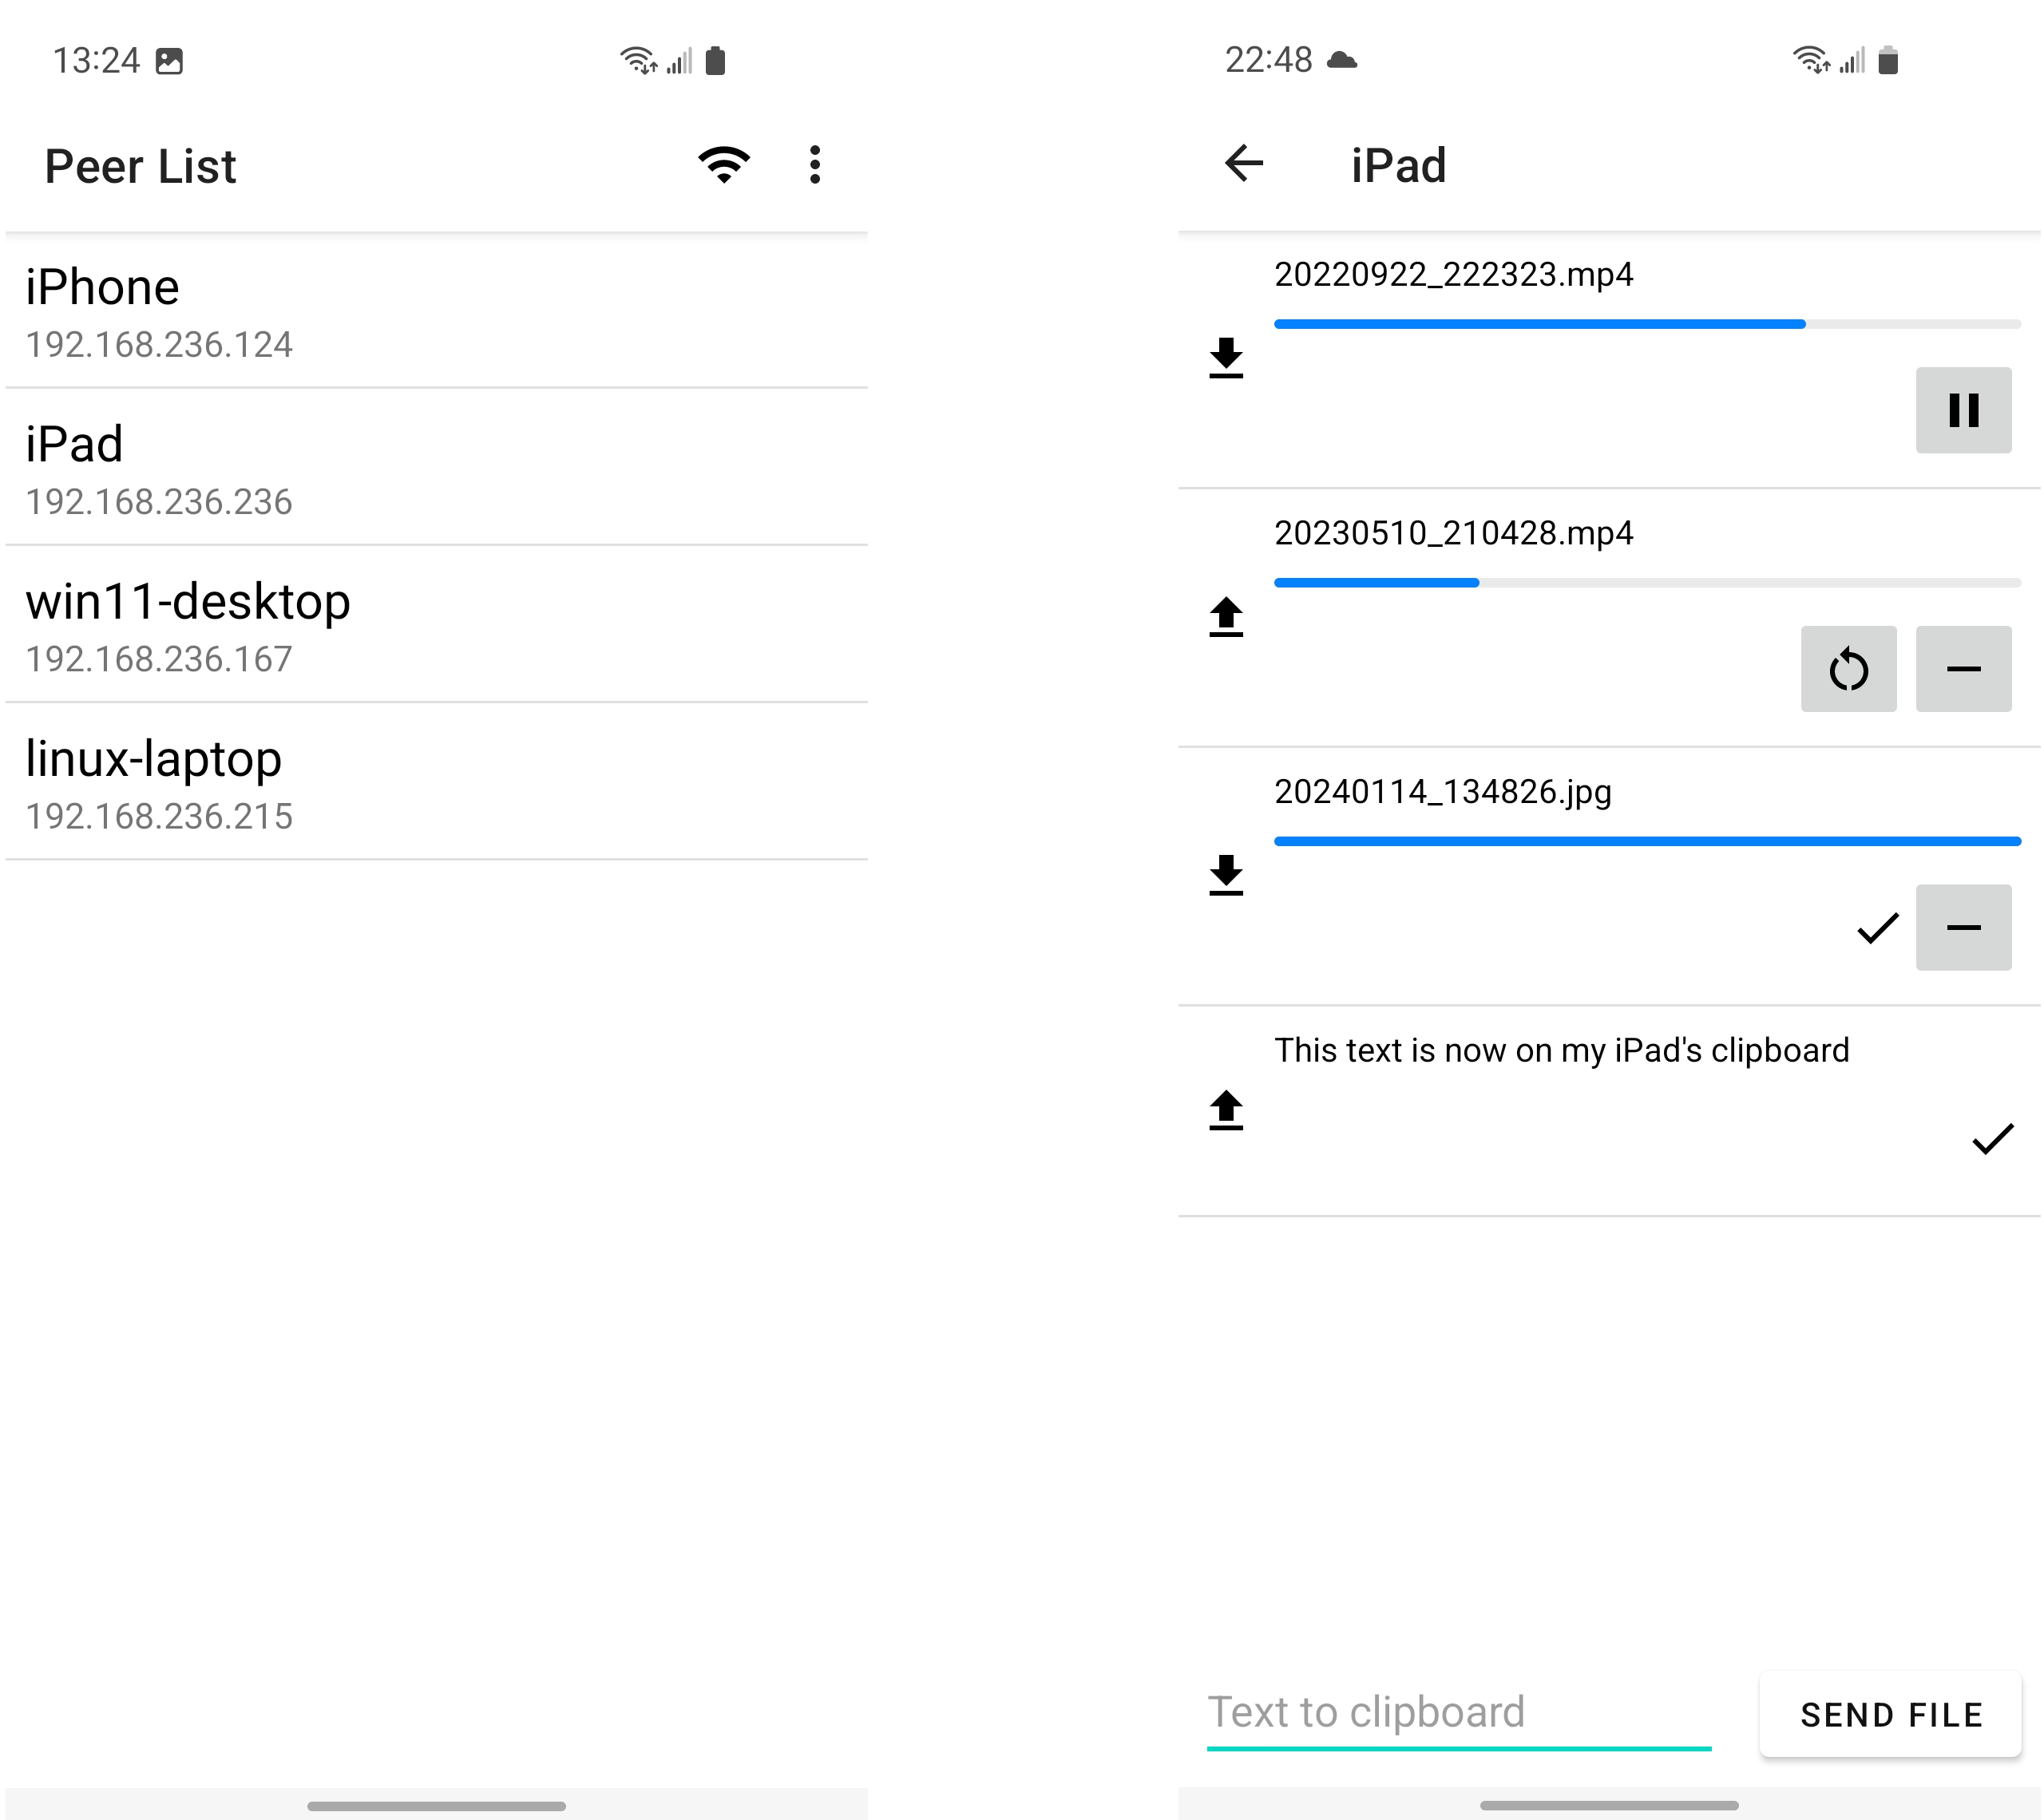 13:24
Peer List
iPhone
192.168.236.124
iPad
192.168.236.236
win11-desktop
192.168.236.167
linux-laptop
192.168.236.215
22:48
iPad
20220922_222323.mp4
20230510_210428.mp4
20240114_134826.jpg
This text is now on my iPad's clipboard
Text to clipboard
SEND FILE